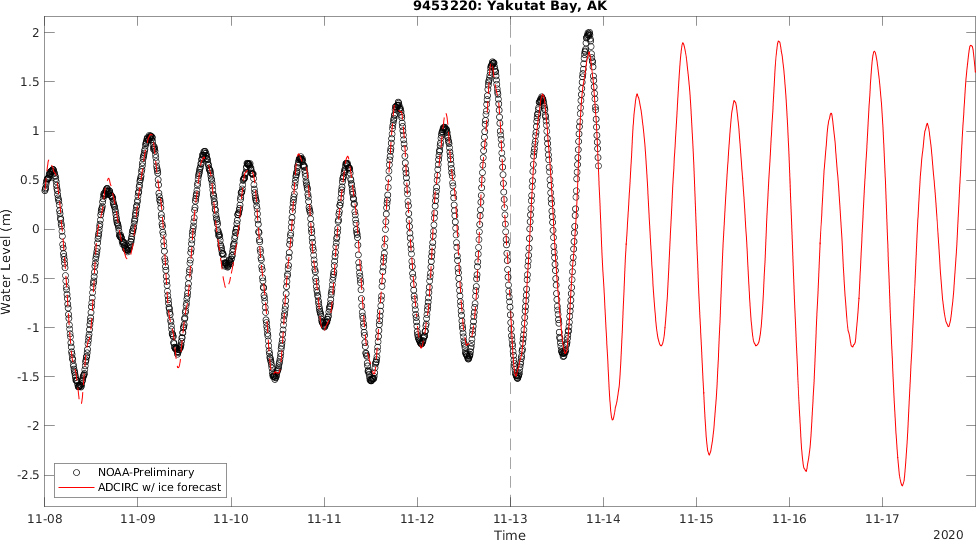 9453220: Yakutat Bay, AK
2
1.5
1
0.5
0
-0.5
-1
-1.5
-2
-2.5
Water Level (m)
NOAA-Preliminary
ADCIRC w/ ice forecast
11-08 11-09 11-10 11-11 11-12 11-13 11-14 11-15 11-16 11-17
Time
2020